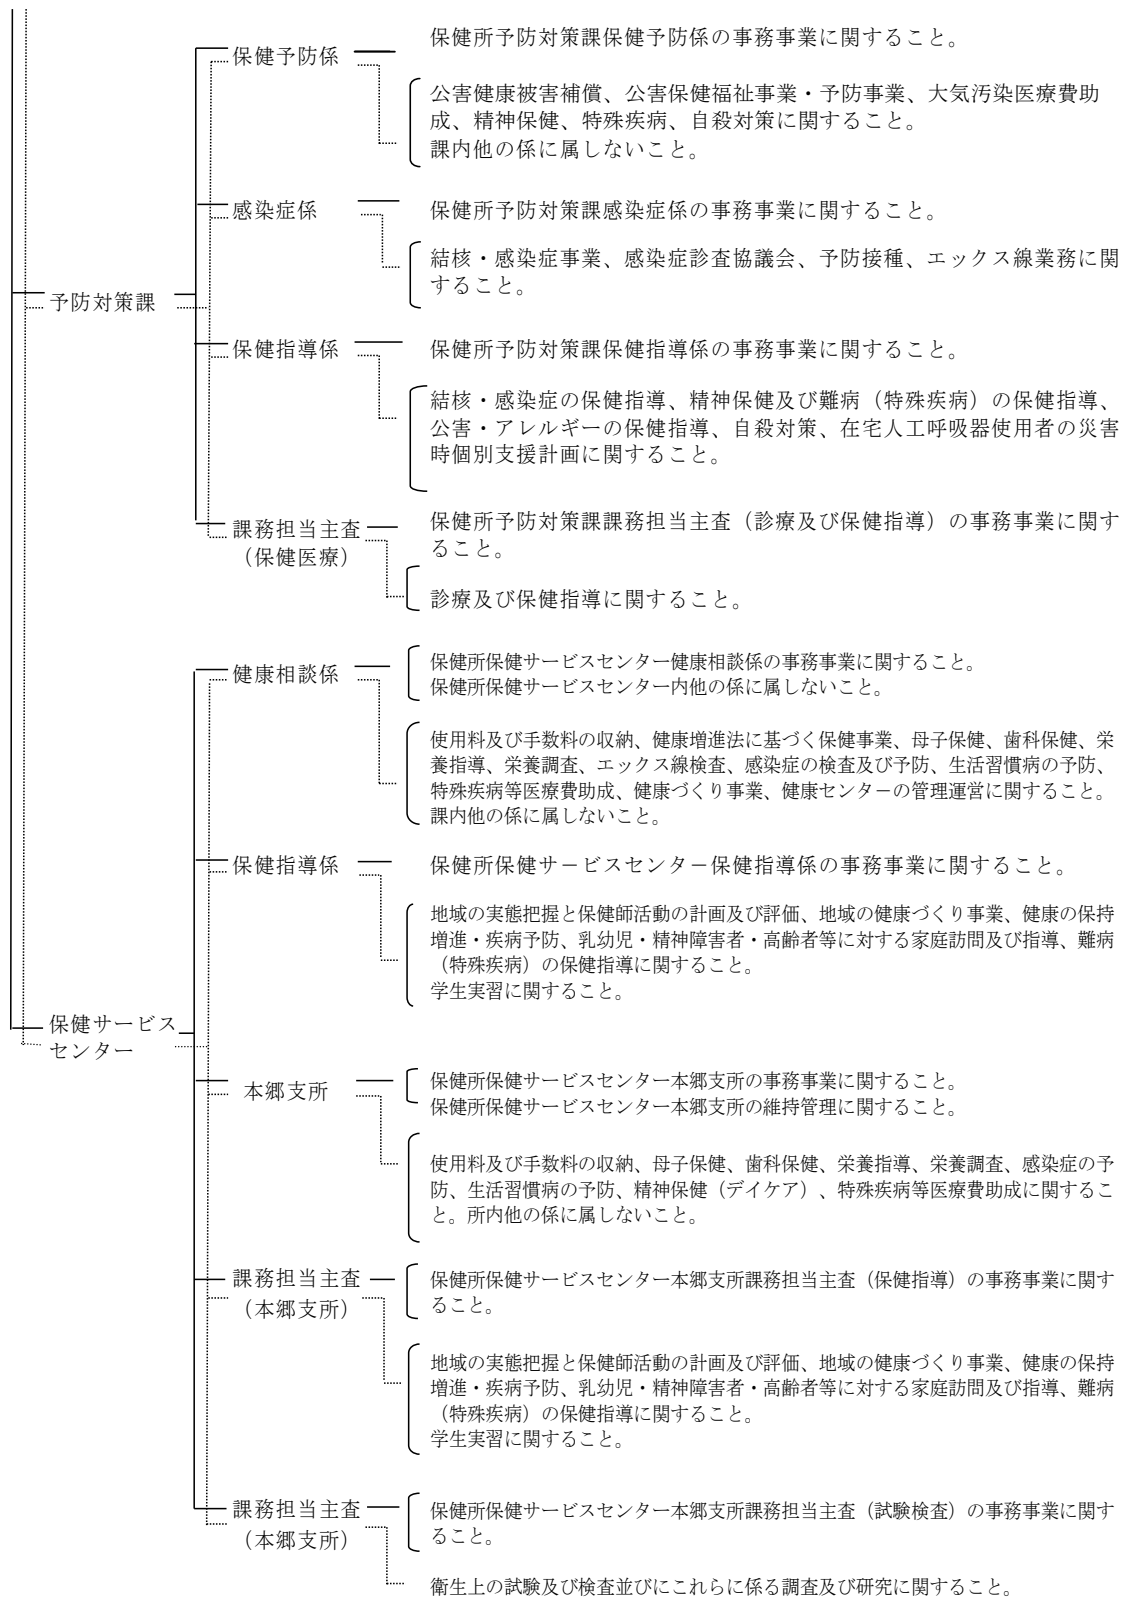 保健予防係
保健所予防対策課保健予防係の事務事業に関すること。
公害健康被害補償、公害保健福祉事業・予防事業、大気汚染医療費助
成、精神保健、特殊疾病、自殺対策に関すること。
課内他の係に属しないこと。
感染症係
保健所予防対策課感染症係の事務事業に関すること。
結核・感染症事業、感染症診査協議会、予防接種、エックス線業務に関
すること。
予防対策課
保健指導係
保健所予防対策課保健指導係の事務事業に関すること。
結核・感染症の保健指導、精神保健及び難病（特殊疾病）の保健指導、
公害・アレルギーの保健指導、自殺対策、在宅人工呼吸器使用者の災害
時個別支援計画に関すること。
課務担当主査
（保健医療）
保健所予防対策課課務担当主査（診療及び保健指導）の事務事業に関す
ること。
診療及び保健指導に関すること。
健康相談係
保健所保健サービスセンター健康相談係の事務事業に関すること。
保健所保健サービスセンター内他の係に属しないこと。
使用料及び手数料の収納、健康増進法に基づく保健事業、母子保健、歯科保健、栄
養指導、栄養調査、エックス線検査、感染症の検査及び予防、生活習慣病の予防、
特殊疾病等医療費助成、健康づくり事業、健康センタ－の管理運営に関すること。
課内他の係に属しないこと。
保健指導係
保健所保健サ－ビスセンタ－保健指導係の事務事業に関すること。
地域の実態把握と保健師活動の計画及び評価、地域の健康づくり事業、健康の保持
増進・疾病予防、乳幼児・精神障害者・高齢者等に対する家庭訪問及び指導、難病
（特殊疾病）の保健指導に関すること。
学生実習に関すること。
保健サービス
センター
本郷支所
保健所保健サービスセンター本郷支所の事務事業に関すること。
保健所保健サービスセンター本郷支所の維持管理に関すること。
使用料及び手数料の収納、母子保健、歯科保健、栄養指導、栄養調査、感染症の予
防、生活習慣病の予防、精神保健（デイケア）、特殊疾病等医療費助成に関するこ
と。所内他の係に属しないこと。
課務担当主査
（本郷支所）
保健所保健サービスセンター本郷支所課務担当主査（保健指導）の事務事業に関す
ること。
地域の実態把握と保健師活動の計画及び評価、地域の健康づくり事業、健康の保持
増進・疾病予防、乳幼児・精神障害者・高齢者等に対する家庭訪問及び指導、難病
（特殊疾病）の保健指導に関すること。
学生実習に関すること。
課務担当主査
（本郷支所）
保健所保健サービスセンター本郷支所課務担当主査（試験検査）の事務事業に関す
ること。
衛生上の試験及び検査並びにこれらに係る調査及び研究に関すること。